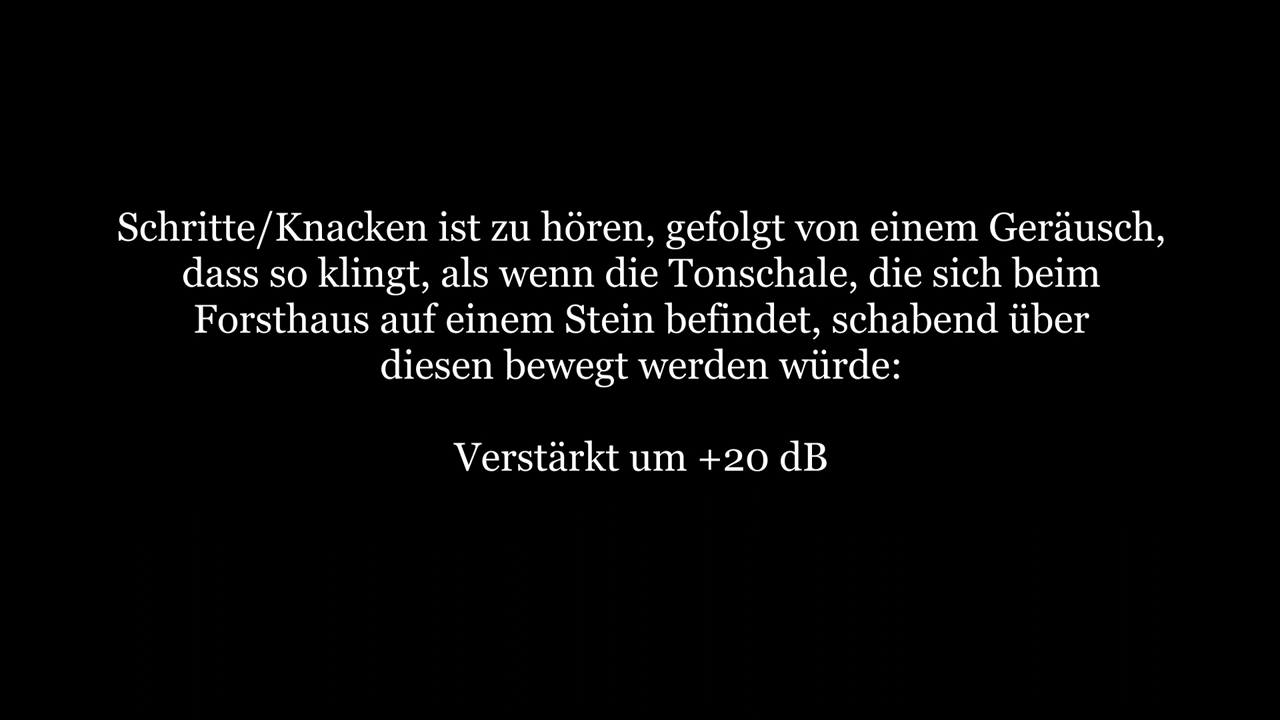 Schritte/Knacken ist zu hören, gefolgt von einem Geräusch,
dass so klingt, als wenn die Tonschale, die sich beim
Forsthaus auf einem Stein befindet, schabend über
diesen bewegt werden würde:
Verstärkt um +20 dB